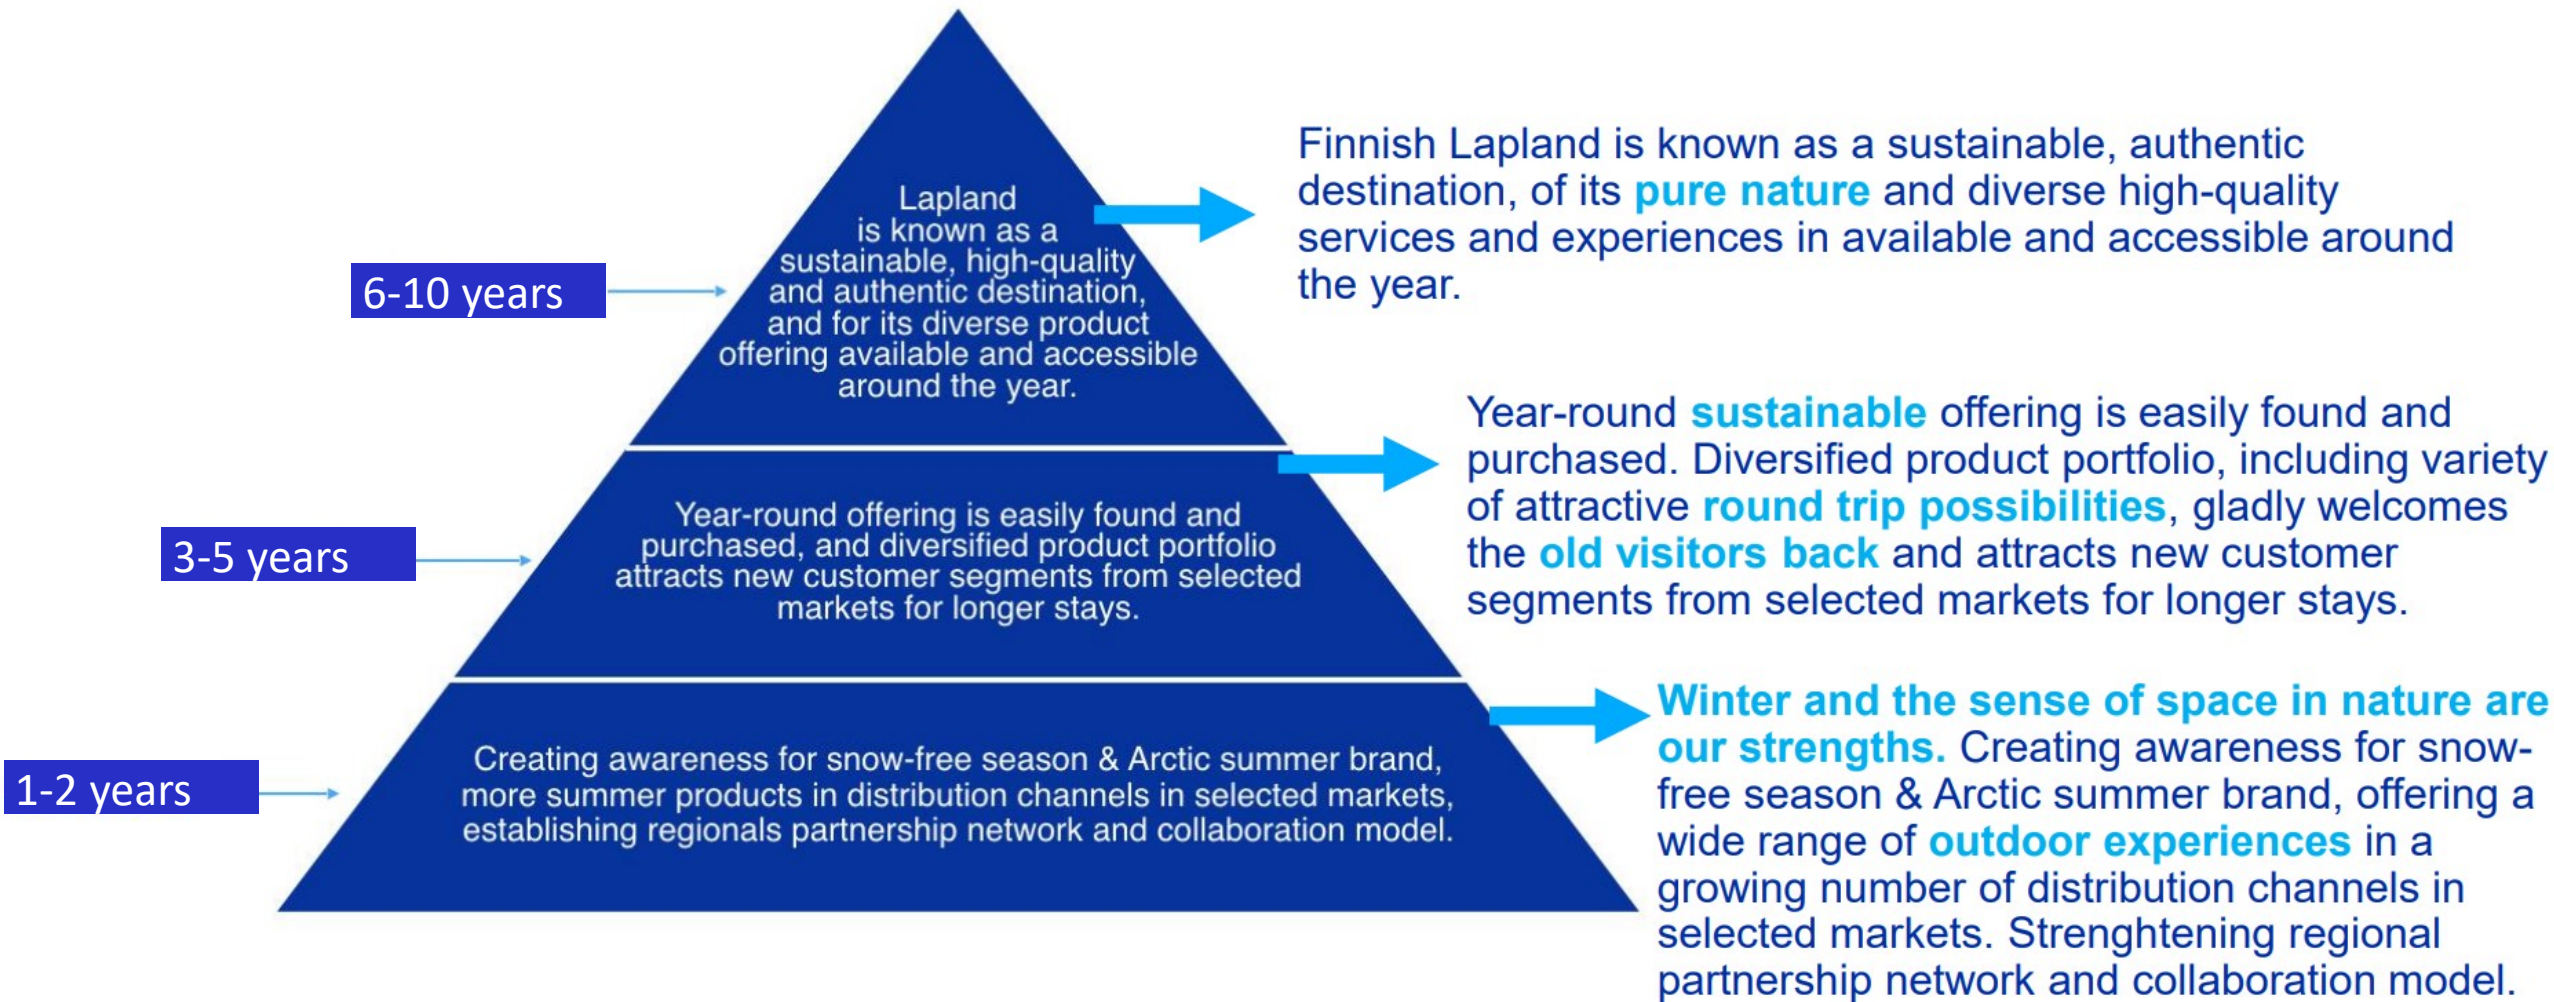 6-10 years
Lapland
is known as a
sustainable, high-quality
and authentic destination,
and for its diverse product
offering available and accessible
around the year.
Finnish Lapland is known as a sustainable, authentic
destination, of its pure nature and diverse high-quality
services and experiences in available and accessible around
the year.
3-5 years
Year-round offering is easily found and
purchased, and diversified product portfolio
attracts new customer segments from selected
markets for longer stays.
Year-round sustainable offering is easily found and
purchased. Diversified product portfolio, including variety
of attractive round trip possibilities, gladly welcomes
the old visitors back and attracts new customer
segments from selected markets for longer stays.
1-2 years
Creating awareness for snow-free season & Arctic summer brand,
more summer products in distribution channels in selected markets,
establishing regionals partnership network and collaboration model.
Winter and the sense of space in nature are
our strengths. Creating awareness for snow-
free season & Arctic summer brand, offering a
wide range of outdoor experiences in a
growing number of distribution channels in
selected markets. Strenghtening regional
partnership network and collaboration model.